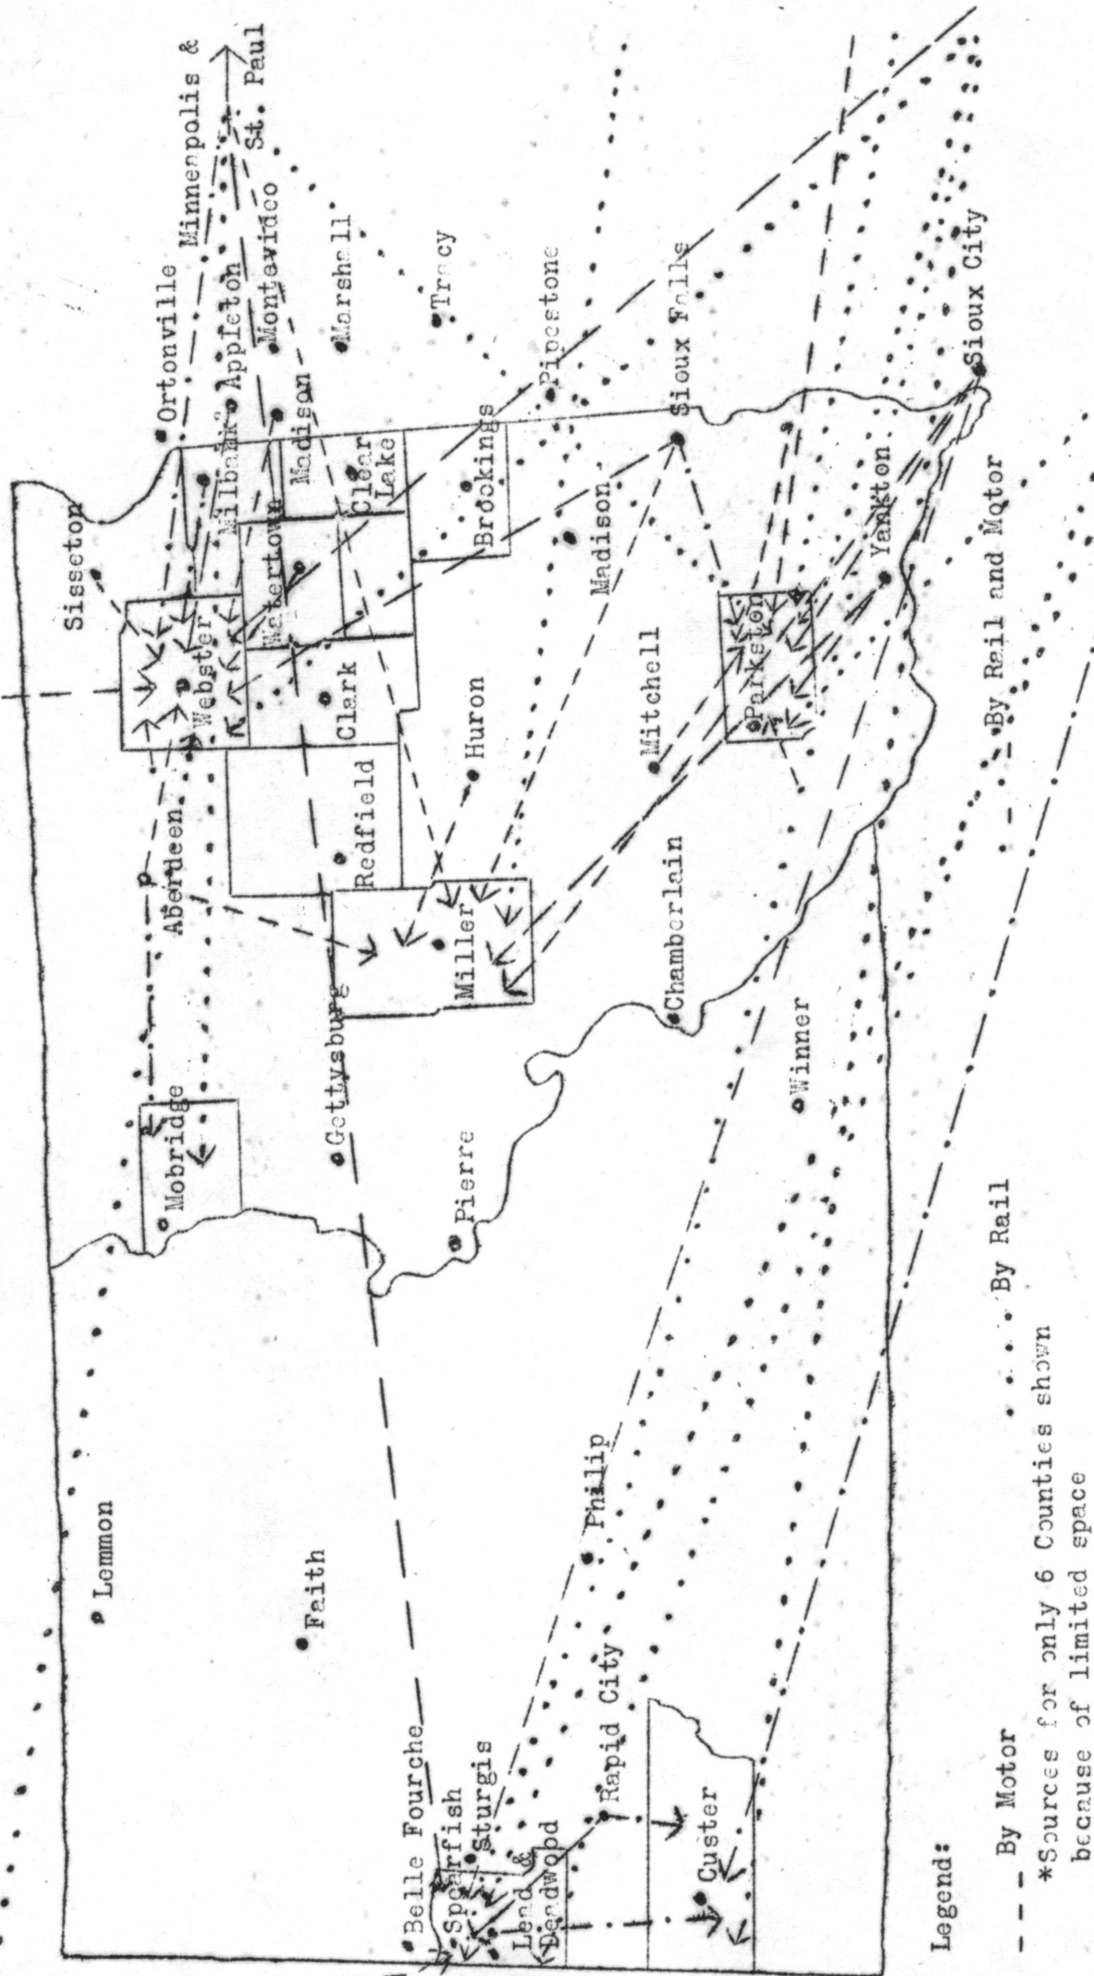 Sisseton
Ortonville
Minneapolis &
St. Paul
Milbank
Appleton
Montevideo
Madison
Marshall
Tracy
Pipestone
Clear
Lake
Watertown
Webster
Clark
Brookings
Aberdeen
Redfield
Huron
Madison
Sioux Falls
Mitchell
Parkston
Yankton
Sioux City
Miller
Mobridge
Gettysburg
Pierre
Chamberlain
Winner
Lemmon
Faith
Philip
Belle Fourche
Spearfish
Sturgis
Lead &
Deadwood
Rapid City
Custer
Legend:
--- By Motor
.... By Rail
. — . — By Rail and Motor
*Sources for only 6 Counties shown
because of limited space